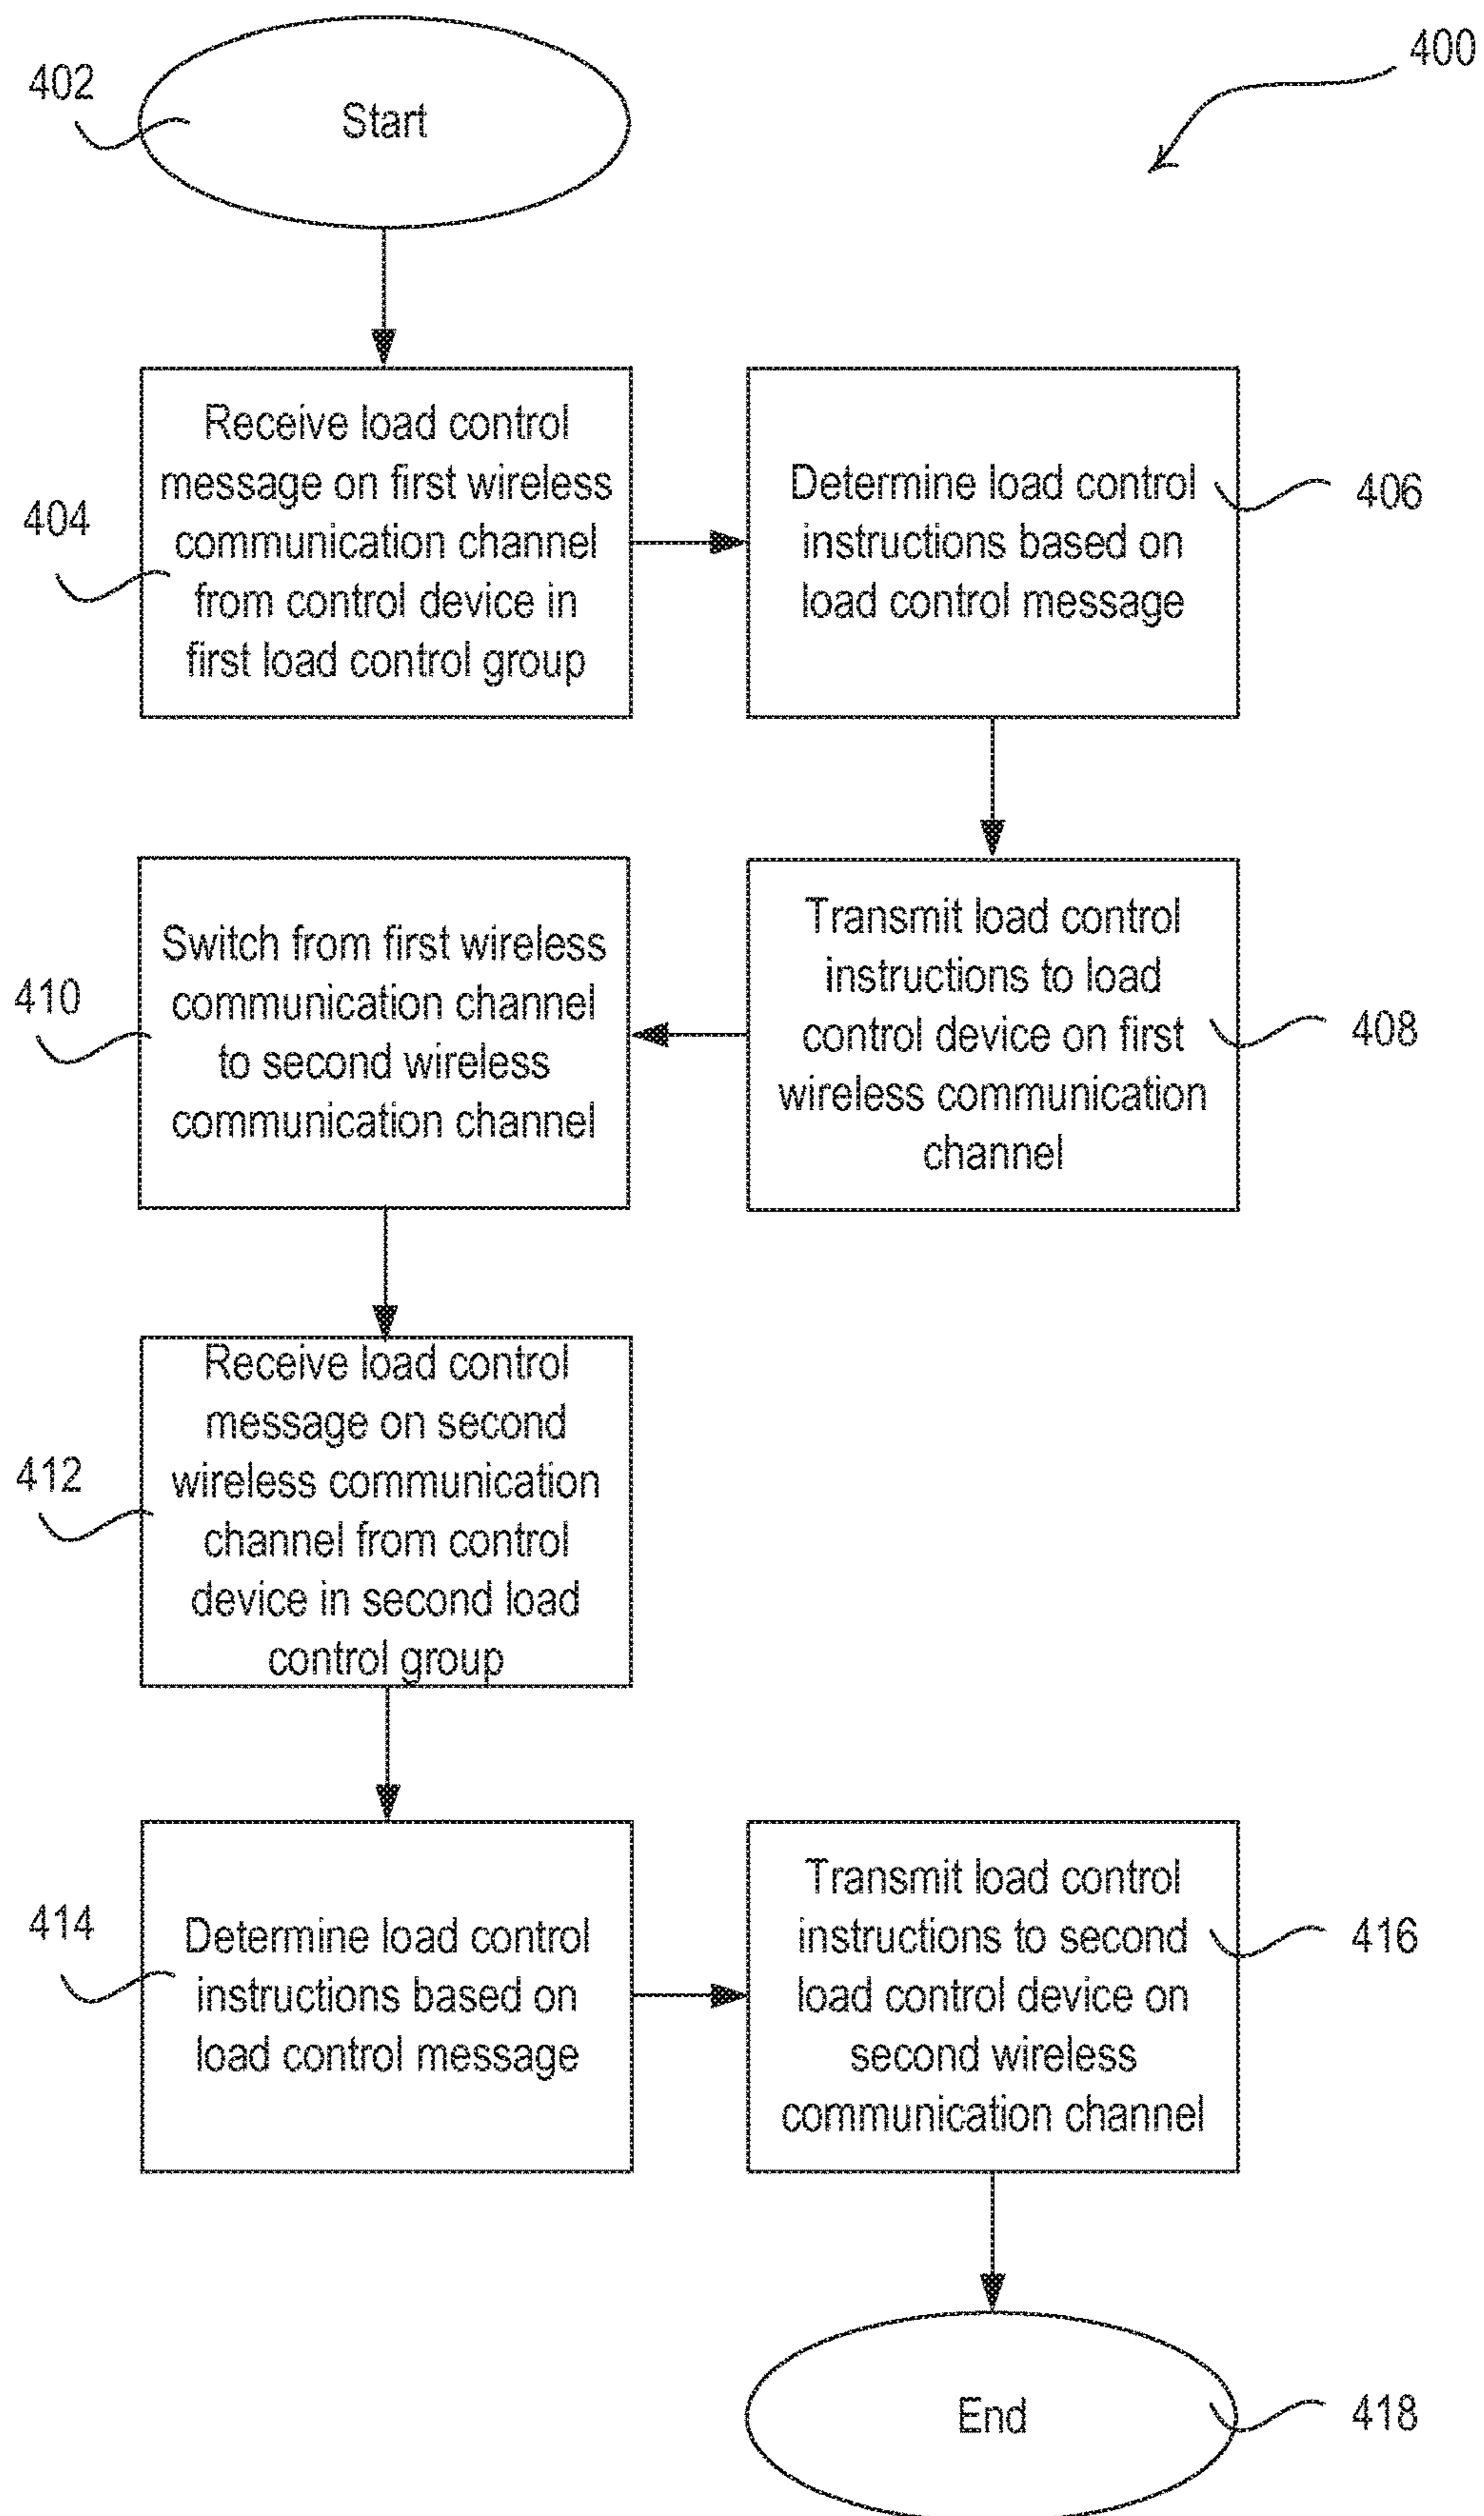 400
402
Start
404
Receive load control
message on first wireless
communication channel
from control device in
first load control group
Determine load control
instructions based on
load control message
406
Transmit load control
instructions to load
control device on first
wireless communication
channel
408
410
Switch from first wireless
communication channel
to second wireless
communication channel
412
Receive load control
message on second
wireless communication
channel from control
device in second load
control group
414
Determine load control
instructions based on
load control message
Transmit load control
instructions to second
load control device on
second wireless
communication channel
416
End
418